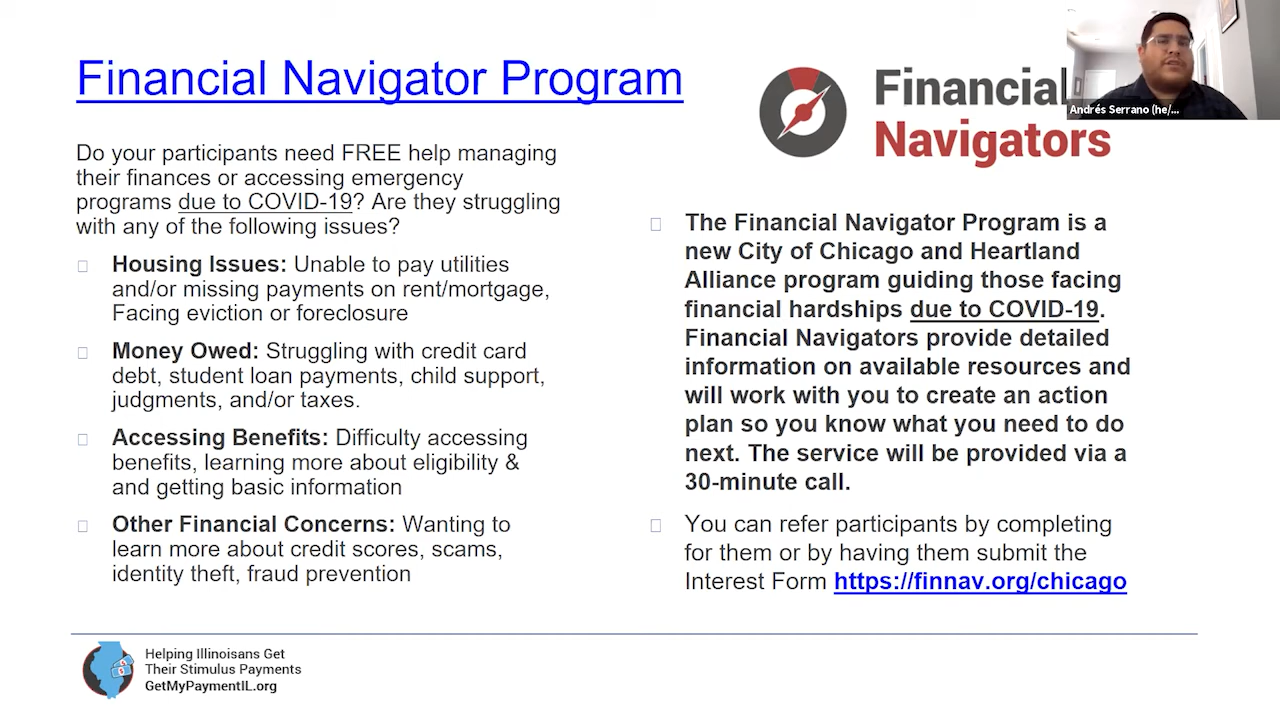 Financial Navigator Program
Do your participants need FREE help managing
their finances or accessing emergency
programs due to COVID-19? Are they struggling
with any of the following issues?
Housing Issues: Unable to pay utilities
and/or missing payments on rent/mortgage,
Facing eviction or foreclosure
Money Owed: Struggling with credit card
debt, student loan payments, child support,
judgments, and/or taxes.
Accessing Benefits: Difficulty accessing
benefits, learning more about eligibility &
and getting basic information
Other Financial Concerns: Wanting to
learn more about credit scores, scams,
identity theft, fraud prevention
Financial
Navigators
Andrés Serrano (he/...
The Financial Navigator Program is a
new City of Chicago and Heartland
Alliance program guiding those facing
financial hardships due to COVID-19.
Financial Navigators provide detailed
information on available resources and
will work with you to create an action
plan so you know what you need to do
next. The service will be provided via a
30-minute call.
You can refer participants by completing
for them or by having them submit the
Interest Form https://finnav.org/chicago
Helping Illinoisans Get
Their Stimulus Payments
GetMyPaymentIL.org